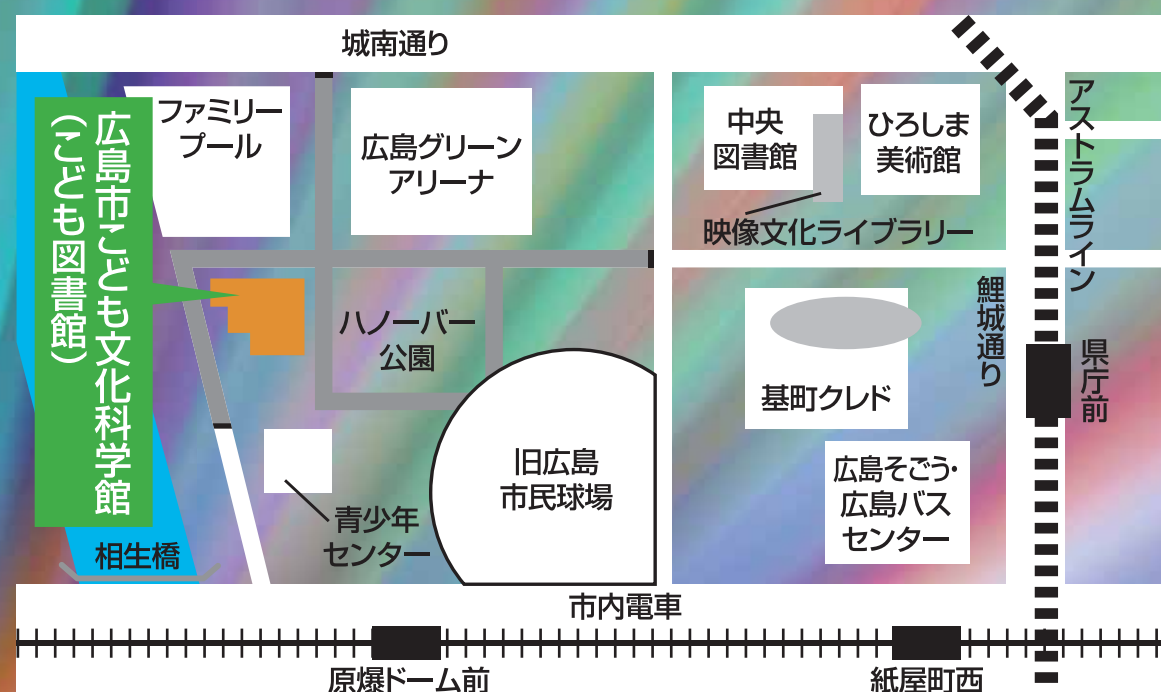 城南通り
ファミリー
プール
広島グリーン
アリーナ
中央
図書館
ひろしま
美術館
映像文化ライブラリー
アストラムライン
広島市こども文化科学館
(こども図書館)
ハノーバー
公園
鯉城通り
県庁前
基町クレド
旧広島
市民球場
広島そごう・
広島バス
センター
青少年
センター
相生橋
市内電車
原爆ドーム前
紙屋町西